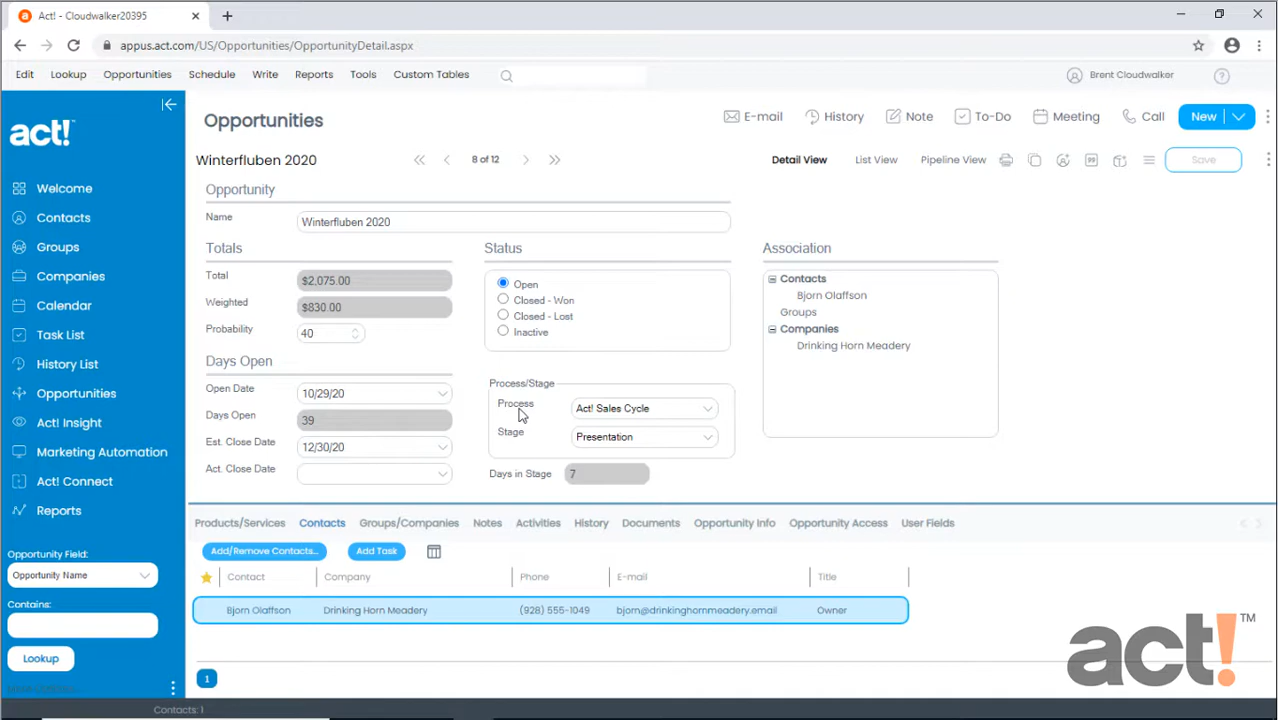 Act! - Cloudwalker20395
appus.act.com/US/Opportunities/OpportunityDetail.aspx
Edit Lookup Opportunities Schedule Write Reports Tools Custom Tables Brent Cloudwalker ?
act!™
Opportunities
E-mail History Note To-Do Meeting Call New
Winterfluben 2020 8 of 12 Detail View List View Pipeline View Save
Welcome
Contacts
Groups
Companies
Calendar
Task List
History List
Opportunities
Act! Insight
Marketing Automation
Act! Connect
Reports
Opportunity Field:
Opportunity Name
Contains:
Lookup
Opportunity
Name Winterfluben 2020
Totals
Total $2,075.00
Weighted $830.00
Probability 40
Days Open
Open Date 10/29/20
Days Open 39
Est. Close Date 12/30/20
Act. Close Date
Status
Open
Closed - Won
Closed - Lost
Inactive
Process/Stage
Process Act! Sales Cycle
Stage Presentation
Days in Stage 7
Association
Contacts
Bjorn Olaffson
Groups
Companies
Drinking Horn Meadery
Products/Services Contacts Groups/Companies Notes Activities History Documents Opportunity Info Opportunity Access User Fields
Add/Remove Contacts... Add Task
Contact Company Phone E-mail Title
Bjorn Olaffson Drinking Horn Meadery (928) 555-1049 bjorn@drinkinghornmeadery.email Owner
1
Contacts: 1
act!™